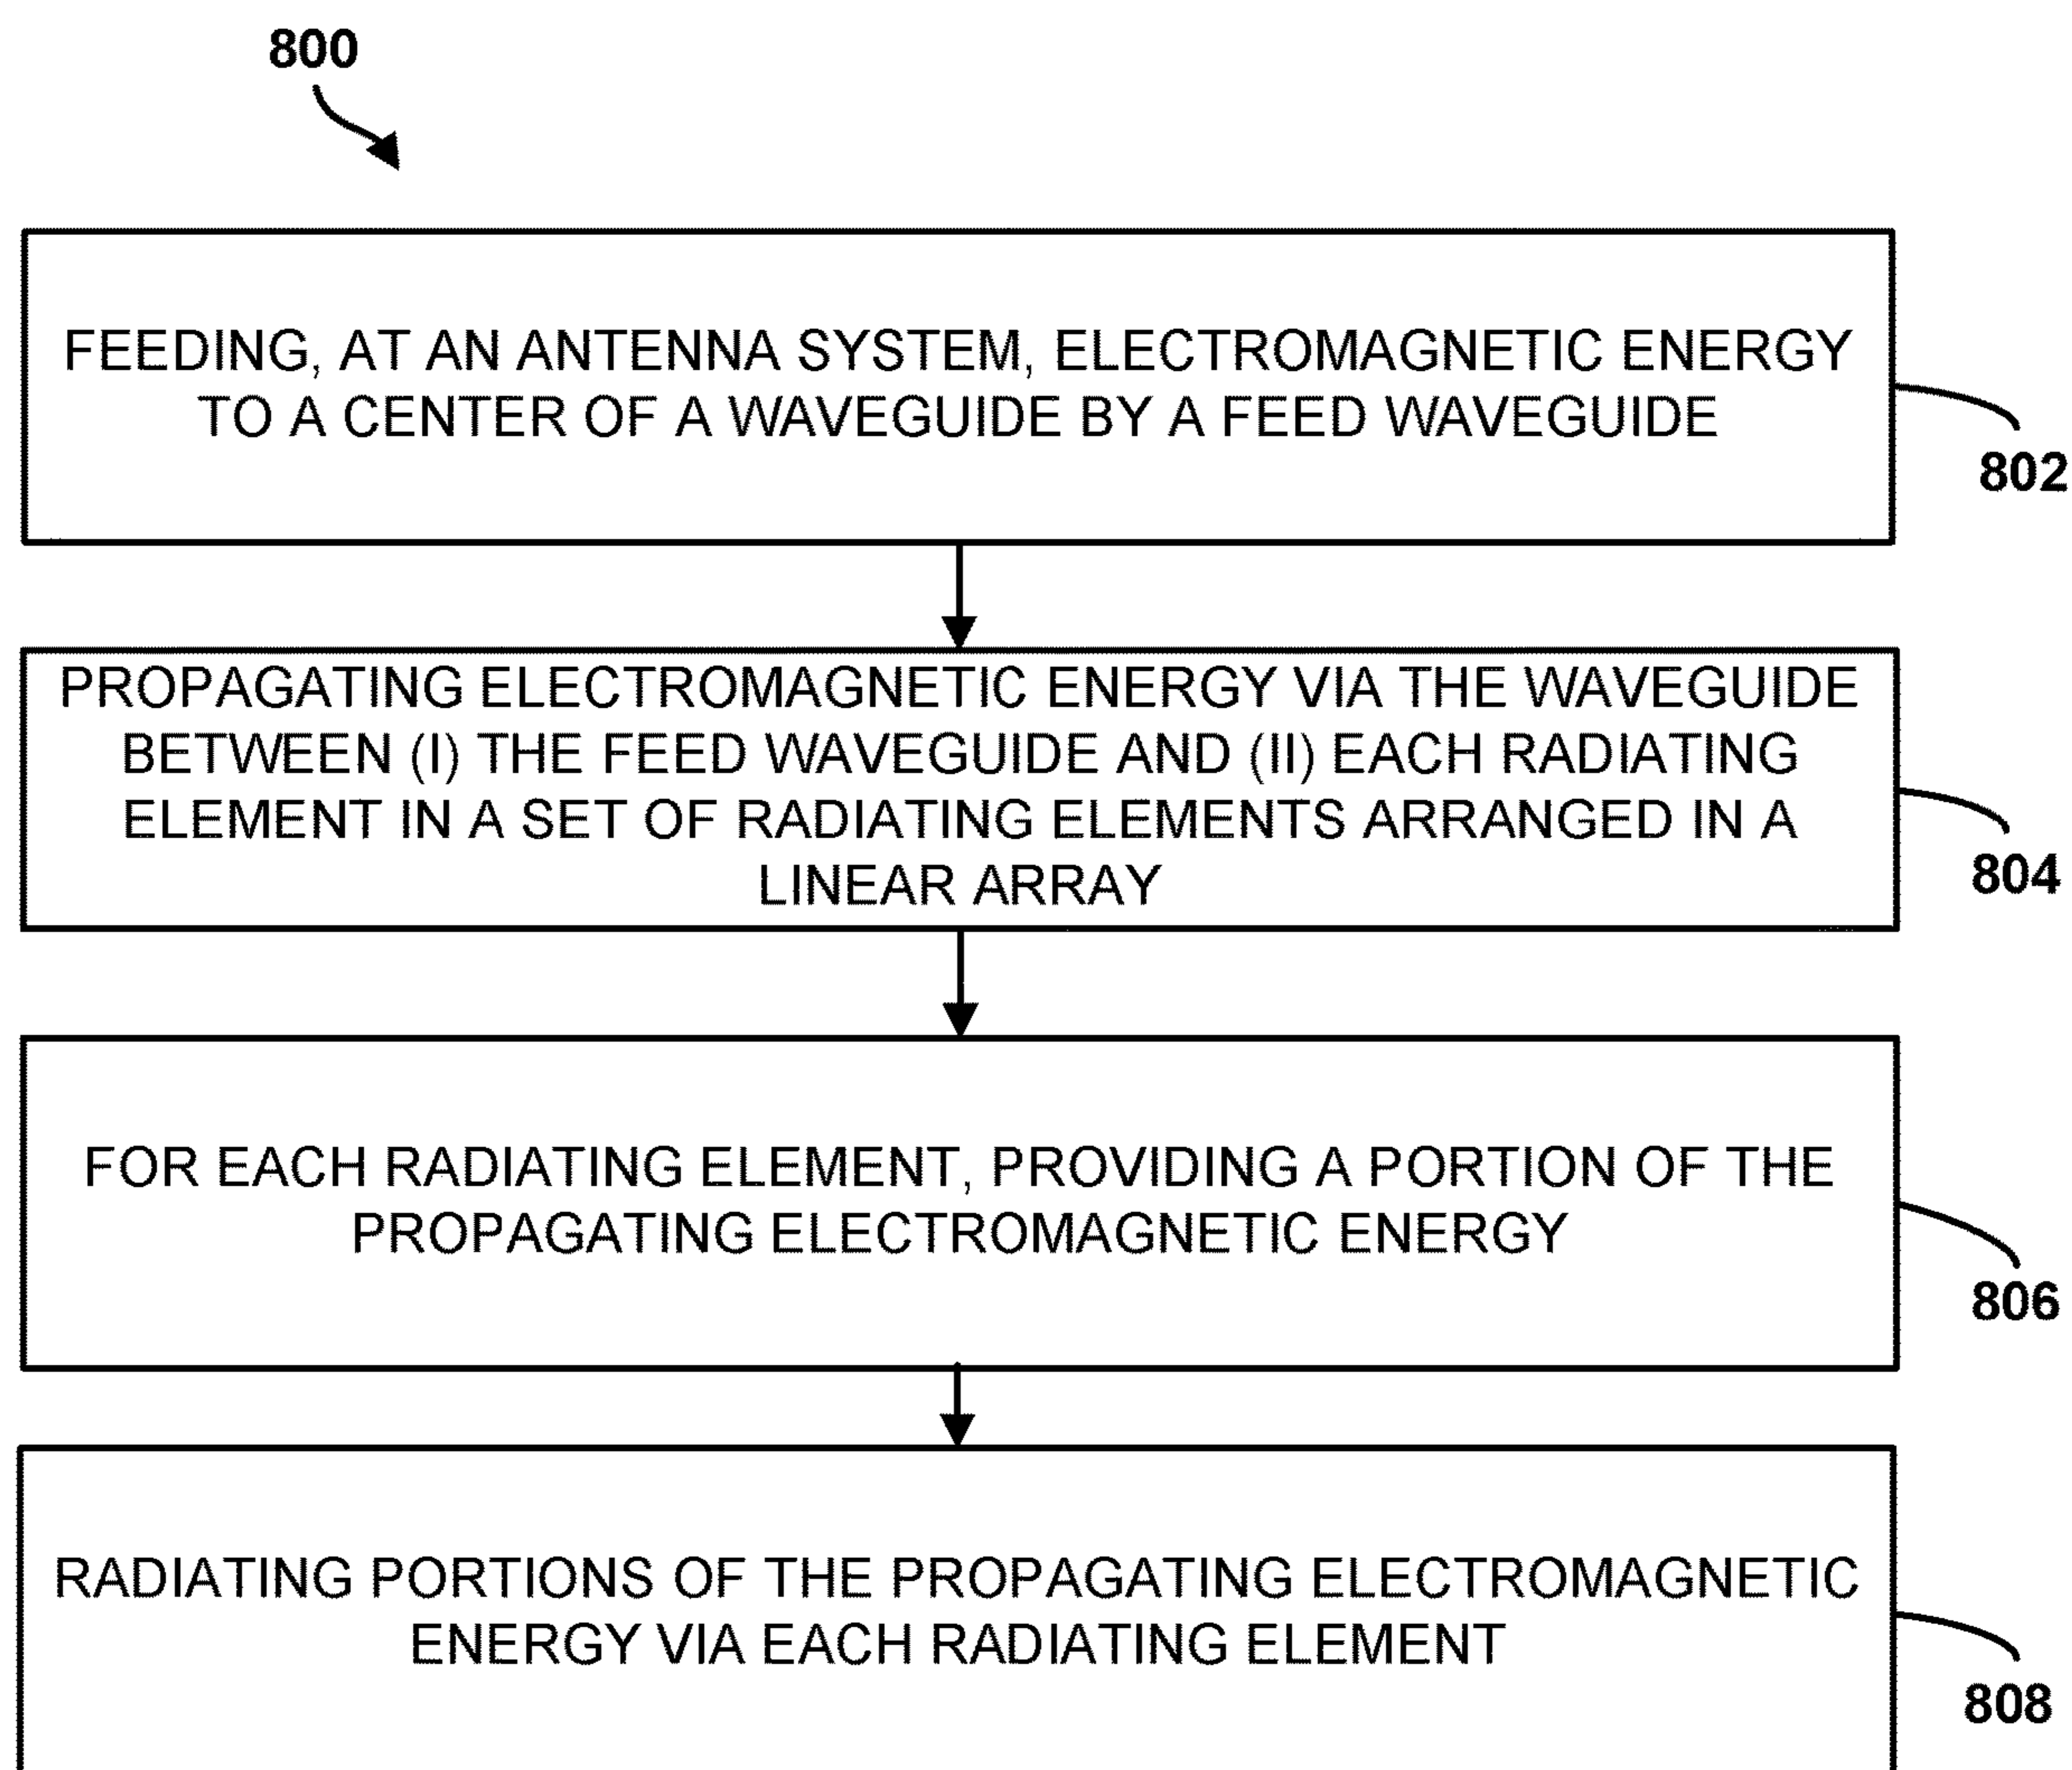 800
FEEDING, AT AN ANTENNA SYSTEM, ELECTROMAGNETIC ENERGY
TO A CENTER OF A WAVEGUIDE BY A FEED WAVEGUIDE
802
PROPAGATING ELECTROMAGNETIC ENERGY VIA THE WAVEGUIDE
BETWEEN (I) THE FEED WAVEGUIDE AND (II) EACH RADIATING
ELEMENT IN A SET OF RADIATING ELEMENTS ARRANGED IN A
LINEAR ARRAY
804
FOR EACH RADIATING ELEMENT, PROVIDING A PORTION OF THE
PROPAGATING ELECTROMAGNETIC ENERGY
806
RADIATING PORTIONS OF THE PROPAGATING ELECTROMAGNETIC
ENERGY VIA EACH RADIATING ELEMENT
808